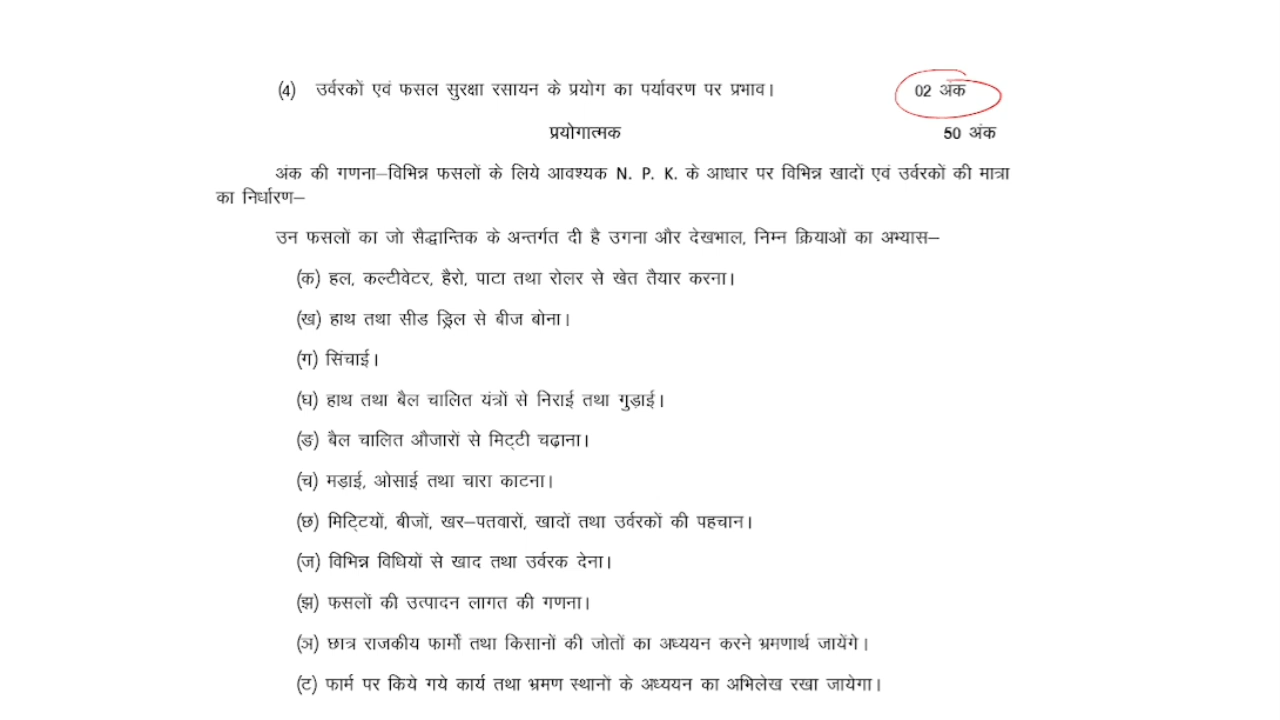 (4) उर्वरकों एवं फसल सुरक्षा रसायन के प्रयोग का पर्यावरण पर प्रभाव। 02 अंक
प्रयोगात्मक 50 अंक
अंक की गणना–विभिन्न फसलों के लिये आवश्यक N. P. K. के आधार पर विभिन्न खादों एवं उर्वरकों की मात्रा
का निर्धारण–
उन फसलों का जो सैद्धान्तिक के अन्तर्गत दी है उगना और देखभाल, निम्न क्रियाओं का अभ्यास–
(क) हल, कल्टीवेटर, हैरो, पाटा तथा रोलर से खेत तैयार करना।
(ख) हाथ तथा सीड ड्रिल से बीज बोना।
(ग) सिंचाई।
(घ) हाथ तथा बैल चालित यंत्रों से निराई तथा गुड़ाई।
(ङ) बैल चालित औजारों से मिट्टी चढ़ाना।
(च) मड़ाई, ओसाई तथा चारा काटना।
(छ) मिट्टियों, बीजों, खर–पतवारों, खादों तथा उर्वरकों की पहचान।
(ज) विभिन्न विधियों से खाद तथा उर्वरक देना।
(झ) फसलों की उत्पादन लागत की गणना।
(ञ) छात्र राजकीय फार्मो तथा किसानों की जोतों का अध्ययन करने भ्रमणार्थ जायेंगे।
(ट) फार्म पर किये गये कार्य तथा भ्रमण स्थानों के अध्ययन का अभिलेख रखा जायेगा।